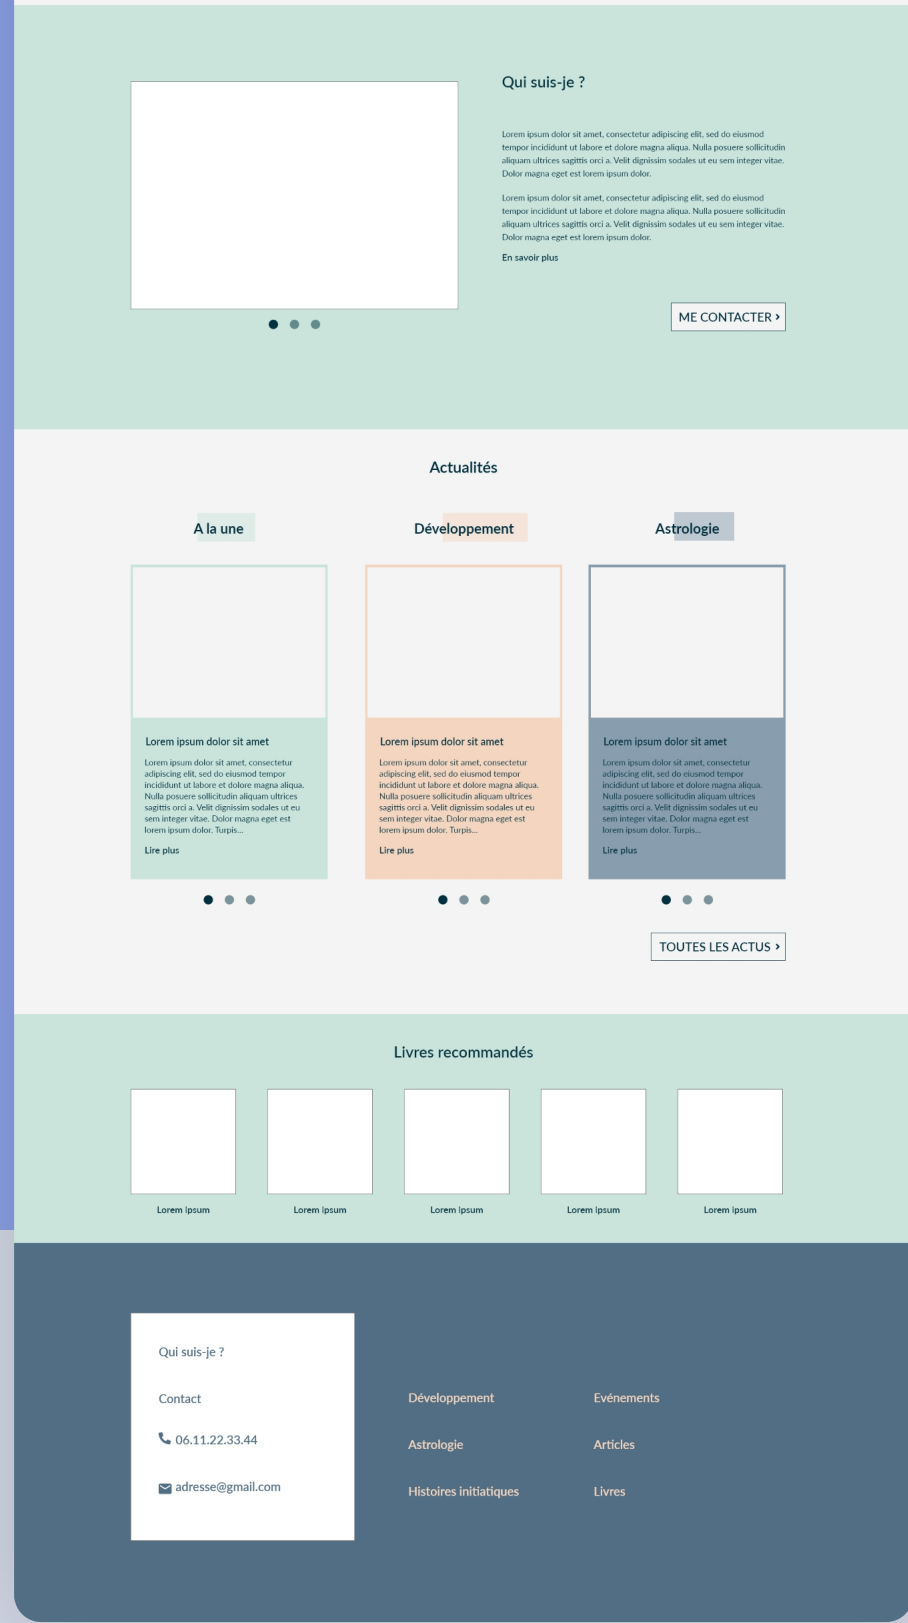 Qui suis-je ?
Lorem ipsum dolor sit amet, consectetur adipiscing elit, sed do eiusmod
tempor incididunt ut labore et dolore magna aliqua. Nulla posuere sollicitudin
aliquam ultrices sagittis orci a. Velit dignissim sodales ut eu sem integer vitae.
Dolor magna eget est lorem ipsum dolor.
Lorem ipsum dolor sit amet, consectetur adipiscing elit, sed do eiusmod
tempor incididunt ut labore et dolore magna aliqua. Nulla posuere sollicitudin
aliquam ultrices sagittis orci a. Velit dignissim sodales ut eu sem integer vitae.
Dolor magna eget est lorem ipsum dolor.
En savoir plus
ME CONTACTER ›
Actualités
A la une
Lorem ipsum dolor sit amet
Lorem ipsum dolor sit amet, consectetur
adipiscing elit, sed do eiusmod tempor
incididunt ut labore et dolore magna aliqua.
Nulla posuere sollicitudin aliquam ultrices
sagittis orci a. Velit dignissim sodales ut eu
sem integer vitae. Dolor magna eget est
lorem ipsum dolor. Turpis...
Lire plus
Développement
Lorem ipsum dolor sit amet
Lorem ipsum dolor sit amet, consectetur
adipiscing elit, sed do eiusmod tempor
incididunt ut labore et dolore magna aliqua.
Nulla posuere sollicitudin aliquam ultrices
sagittis orci a. Velit dignissim sodales ut eu
sem integer vitae. Dolor magna eget est
lorem ipsum dolor. Turpis...
Lire plus
Astrologie
Lorem ipsum dolor sit amet
Lorem ipsum dolor sit amet, consectetur
adipiscing elit, sed do eiusmod tempor
incididunt ut labore et dolore magna aliqua.
Nulla posuere sollicitudin aliquam ultrices
sagittis orci a. Velit dignissim sodales ut eu
sem integer vitae. Dolor magna eget est
lorem ipsum dolor. Turpis...
Lire plus
TOUTES LES ACTUS ›
Livres recommandés
Lorem ipsum
Lorem ipsum
Lorem ipsum
Lorem ipsum
Lorem ipsum
Qui suis-je ?
Contact
06.11.22.33.44
adresse@gmail.com
Développement
Astrologie
Histoires initiatiques
Evénements
Articles
Livres